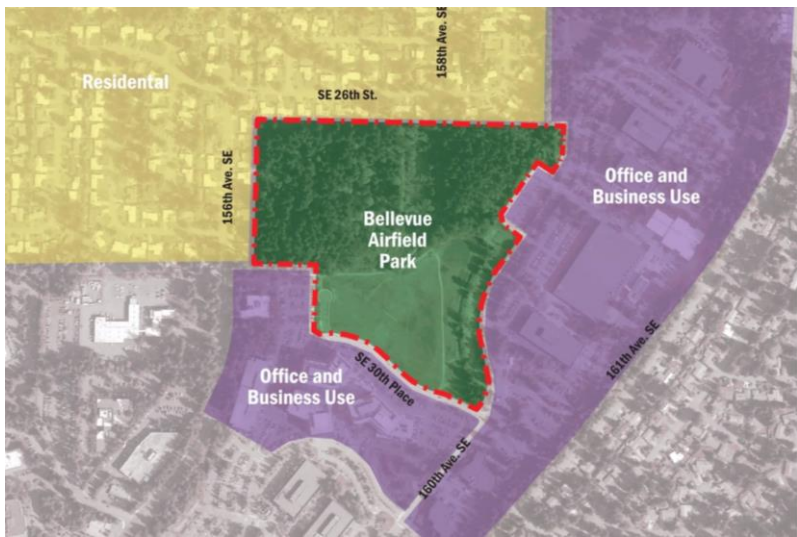 158th Ave. SE
Residental
SE 26th St.
156th Ave. SE
Office and
Business Use
Bellevue
Airfield
Park
161th Ave. SE
SE 30th Place
Office and
Business Use
160th Ave. SE